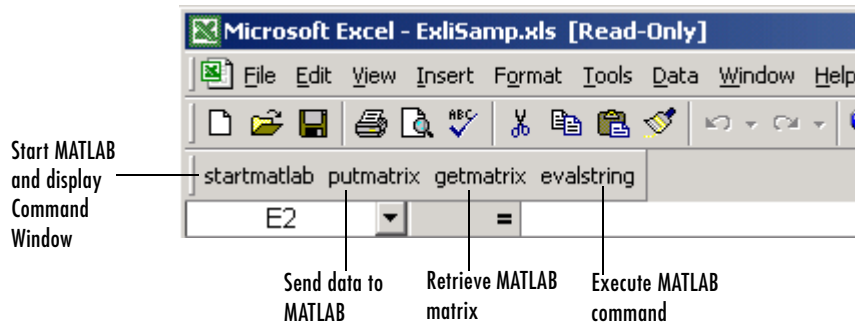 Microsoft Excel - ExliSamp.xls [Read-Only]
File Edit View Insert Format Tools Data Window Help
ABC
startmatlab putmatrix getmatrix evalstring
E2 =
Start MATLAB
and display
Command
Window
Send data to
MATLAB
Retrieve MATLAB
matrix
Execute MATLAB
command